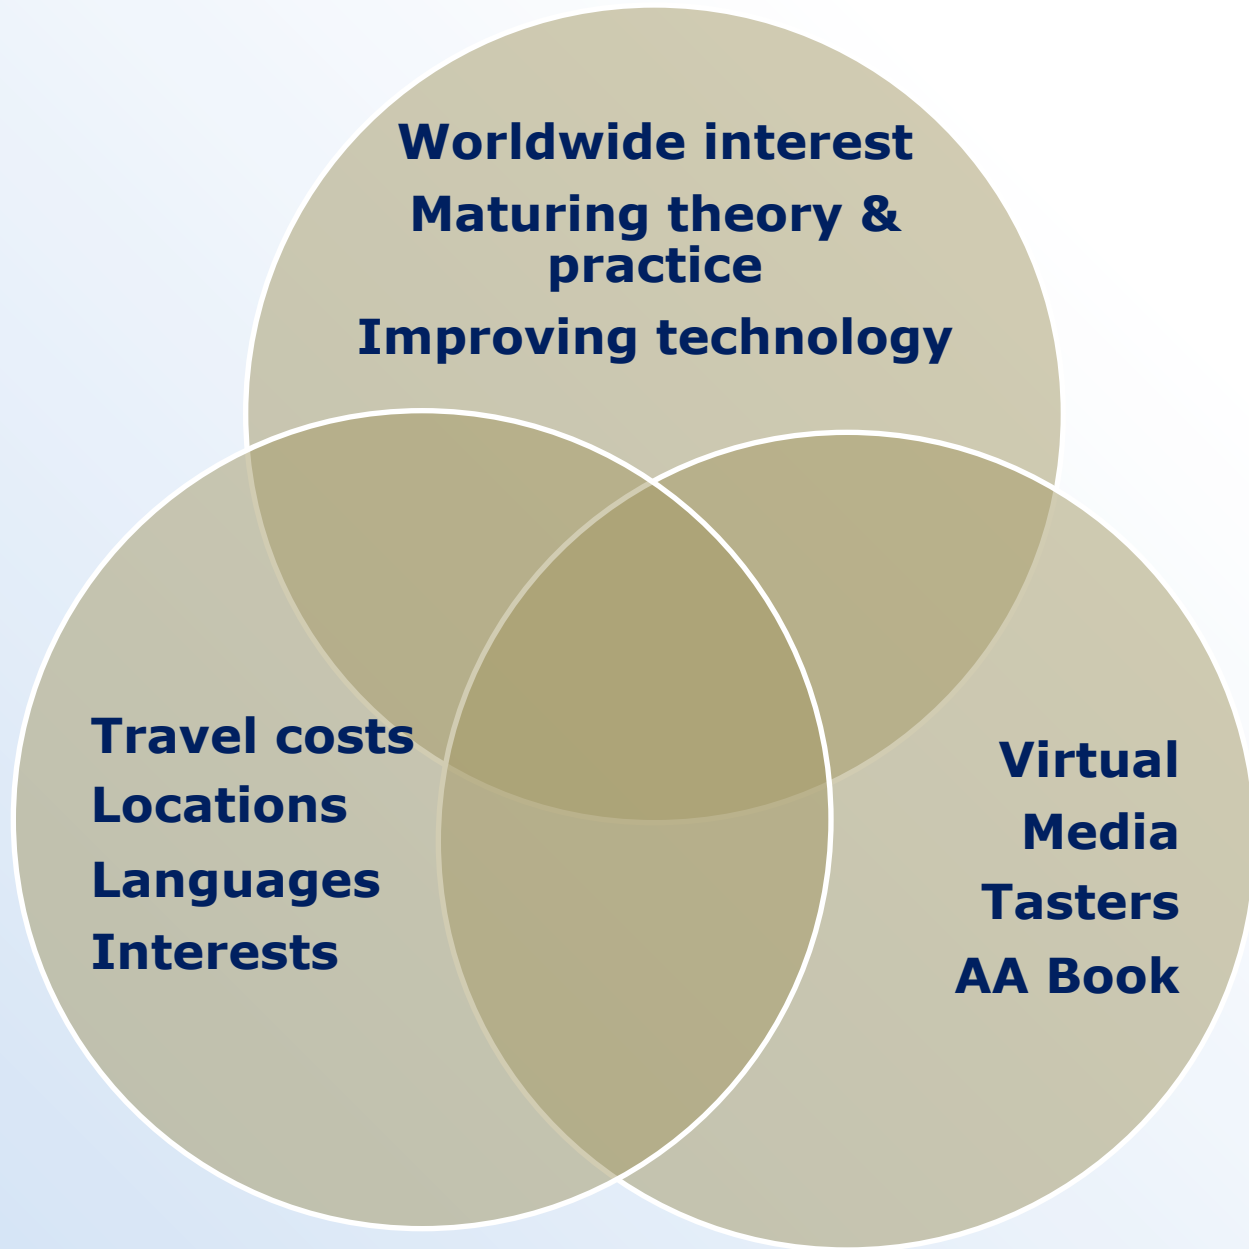 Worldwide interest
Maturing theory &
practice
Improving technology
Travel costs
Locations
Languages
Interests
Virtual
Media
Tasters
AA Book